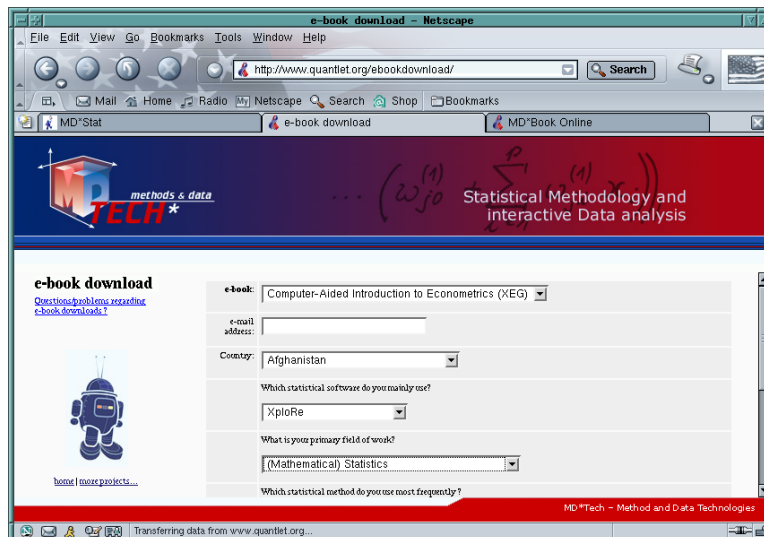 e-book download - Netscape
File Edit View Go Bookmarks Tools Window Help
http://www.quantlet.org/ebookdownload/
Search
Mail Home Radio My Netscape Search Shop Bookmarks
MD*Stat
e-book download
MD*Book Online
MD
TECH*
methods & data
... (ω (1) jo + Σ p (1)
Statistical Methodology and
interactive Data analysis
e-book download
Questions/problems regarding
e-book downloads ?
e-book:
Computer-Aided Introduction to Econometrics (XEG)
e-mail
address:
Country:
Afghanistan
Which statistical software do you mainly use?
XploRe
What is your primary field of work?
(Mathematical) Statistics
home | more projects...
Which statistical method do you use most frequently ?
MD*Tech - Method and Data Technologies
Transferring data from www.quantlet.org...